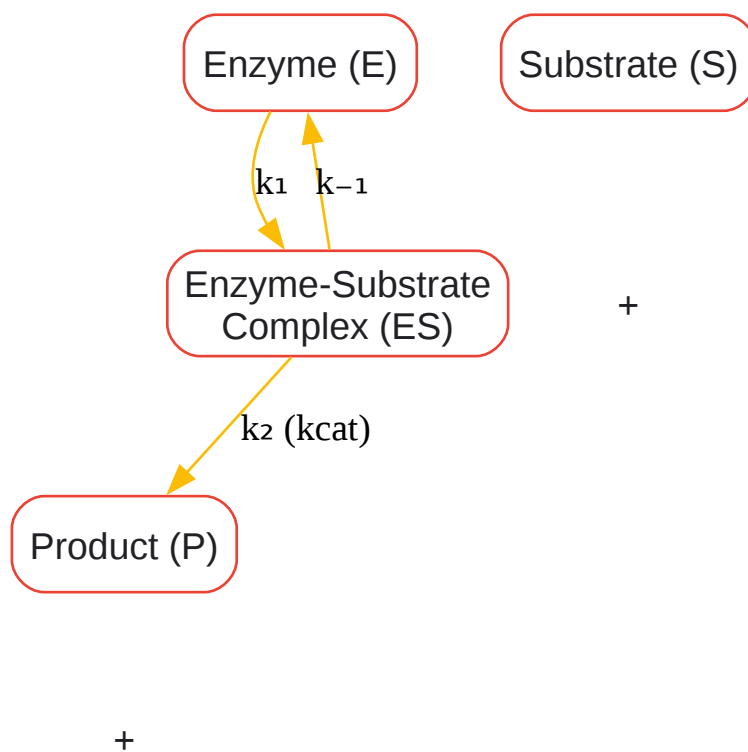 Enzyme (E)
Substrate (S)
k₁
k₋₁
Enzyme-Substrate
Complex (ES)
+
k₂ (kcat)
Product (P)
+